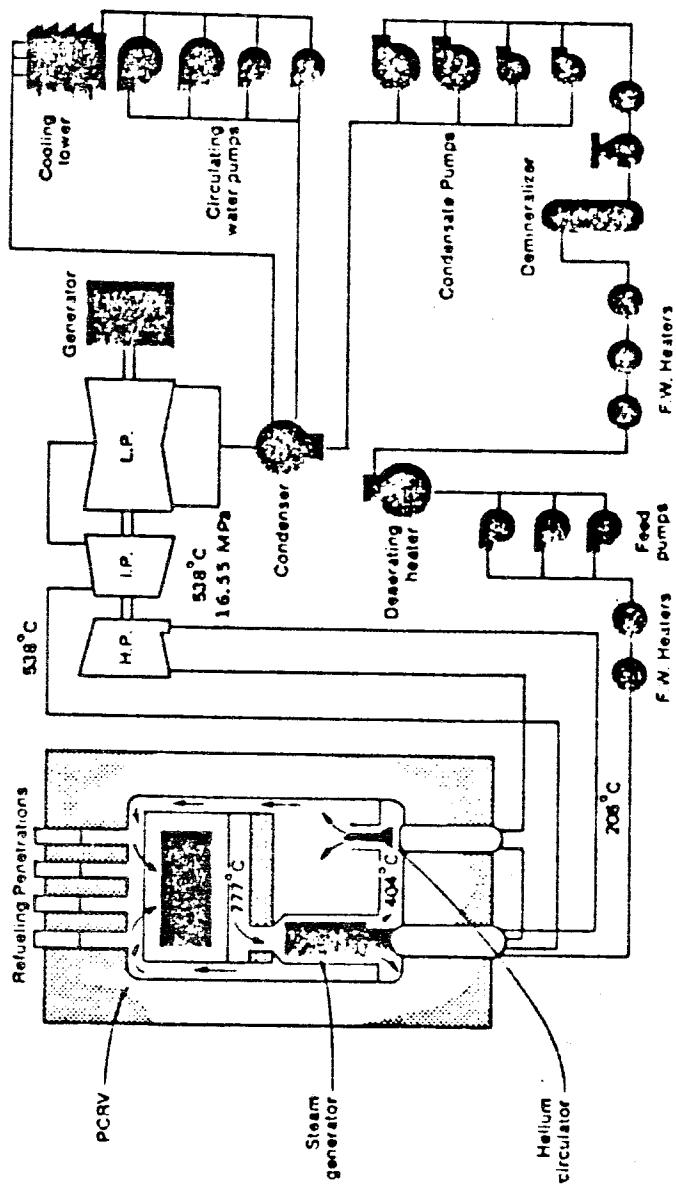 Refueling Penetrations
PCRV
777°C
404°C
Steam
generator
Helium
circulator
538°C
H.P.
I.P.
L.P.
Generator
538°C
16.55 MPa
Cooling
tower
Circulating
water pumps
Condenser
Condensate Pumps
Deaerating
heater
Demineralizer
Feed
pumps
206°C
F.W. Heaters
F.W. Heaters